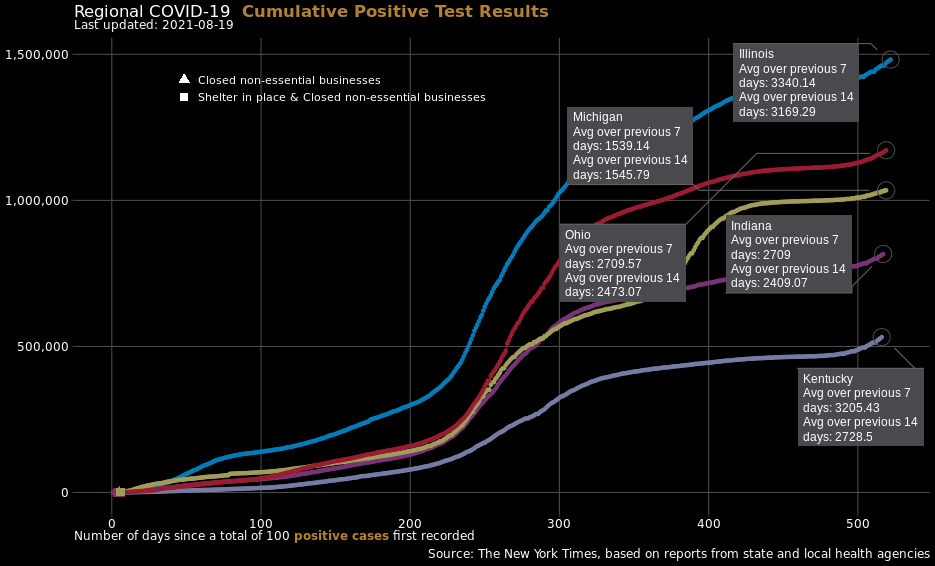 Regional COVID-19 Cumulative Positive Test Results
Last updated: 2021-08-19
1,500,000
1,000,000
500,000
0
Closed non-essential businesses
Shelter in place & Closed non-essential businesses
Illinois
Avg over previous 7
days: 3340.14
Avg over previous 14
days: 3169.29
Michigan
Avg over previous 7
days: 1539.14
Avg over previous 14
days: 1545.79
Ohio
Avg over previous 7
days: 2709.57
Avg over previous 14
days: 2473.07
Indiana
Avg over previous 7
days: 2709
Avg over previous 14
days: 2409.07
Kentucky
Avg over previous 7
days: 3205.43
Avg over previous 14
days: 2728.5
0 100 200 300 400 500
Number of days since a total of 100 positive cases first recorded
Source: The New York Times, based on reports from state and local health agencies